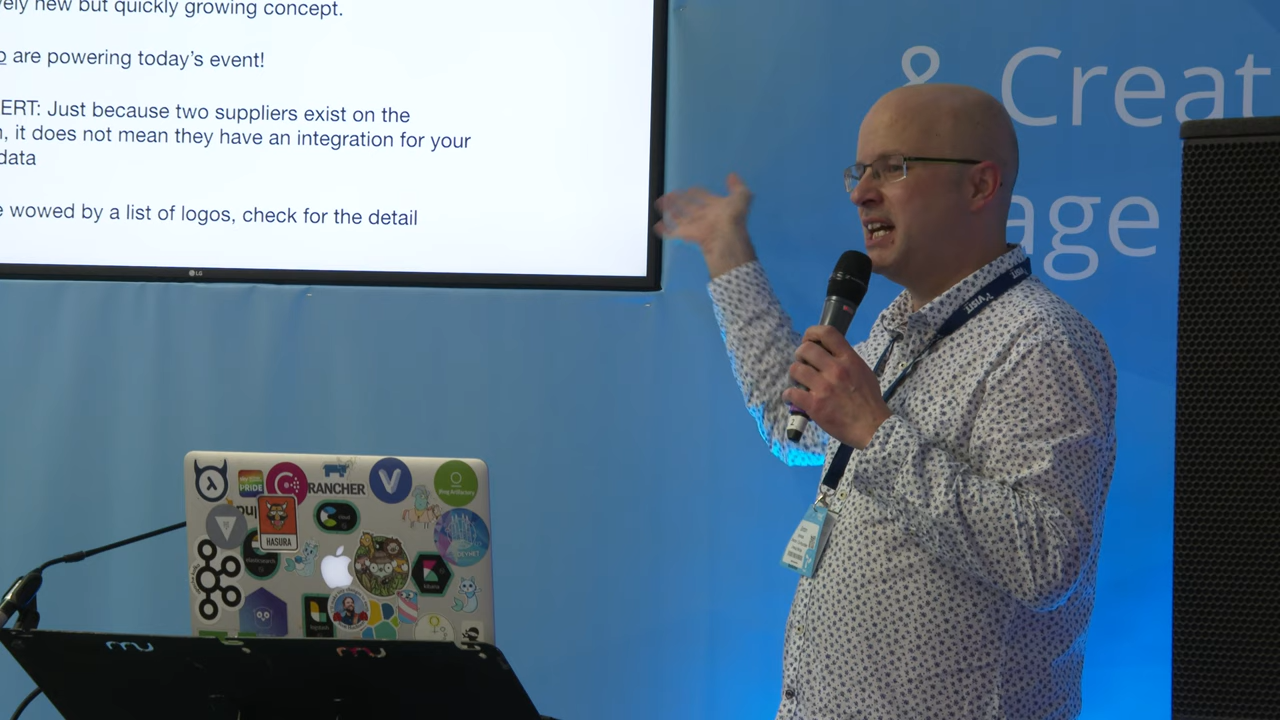 ely new but quickly growing concept.
o are powering today's event!
ERT: Just because two suppliers exist on the
, it does not mean they have an integration for your
data
e wowed by a list of logos, check for the detail
LG
& Creat
age
VISIT
PRIDE
RANCHER
V
HASURA